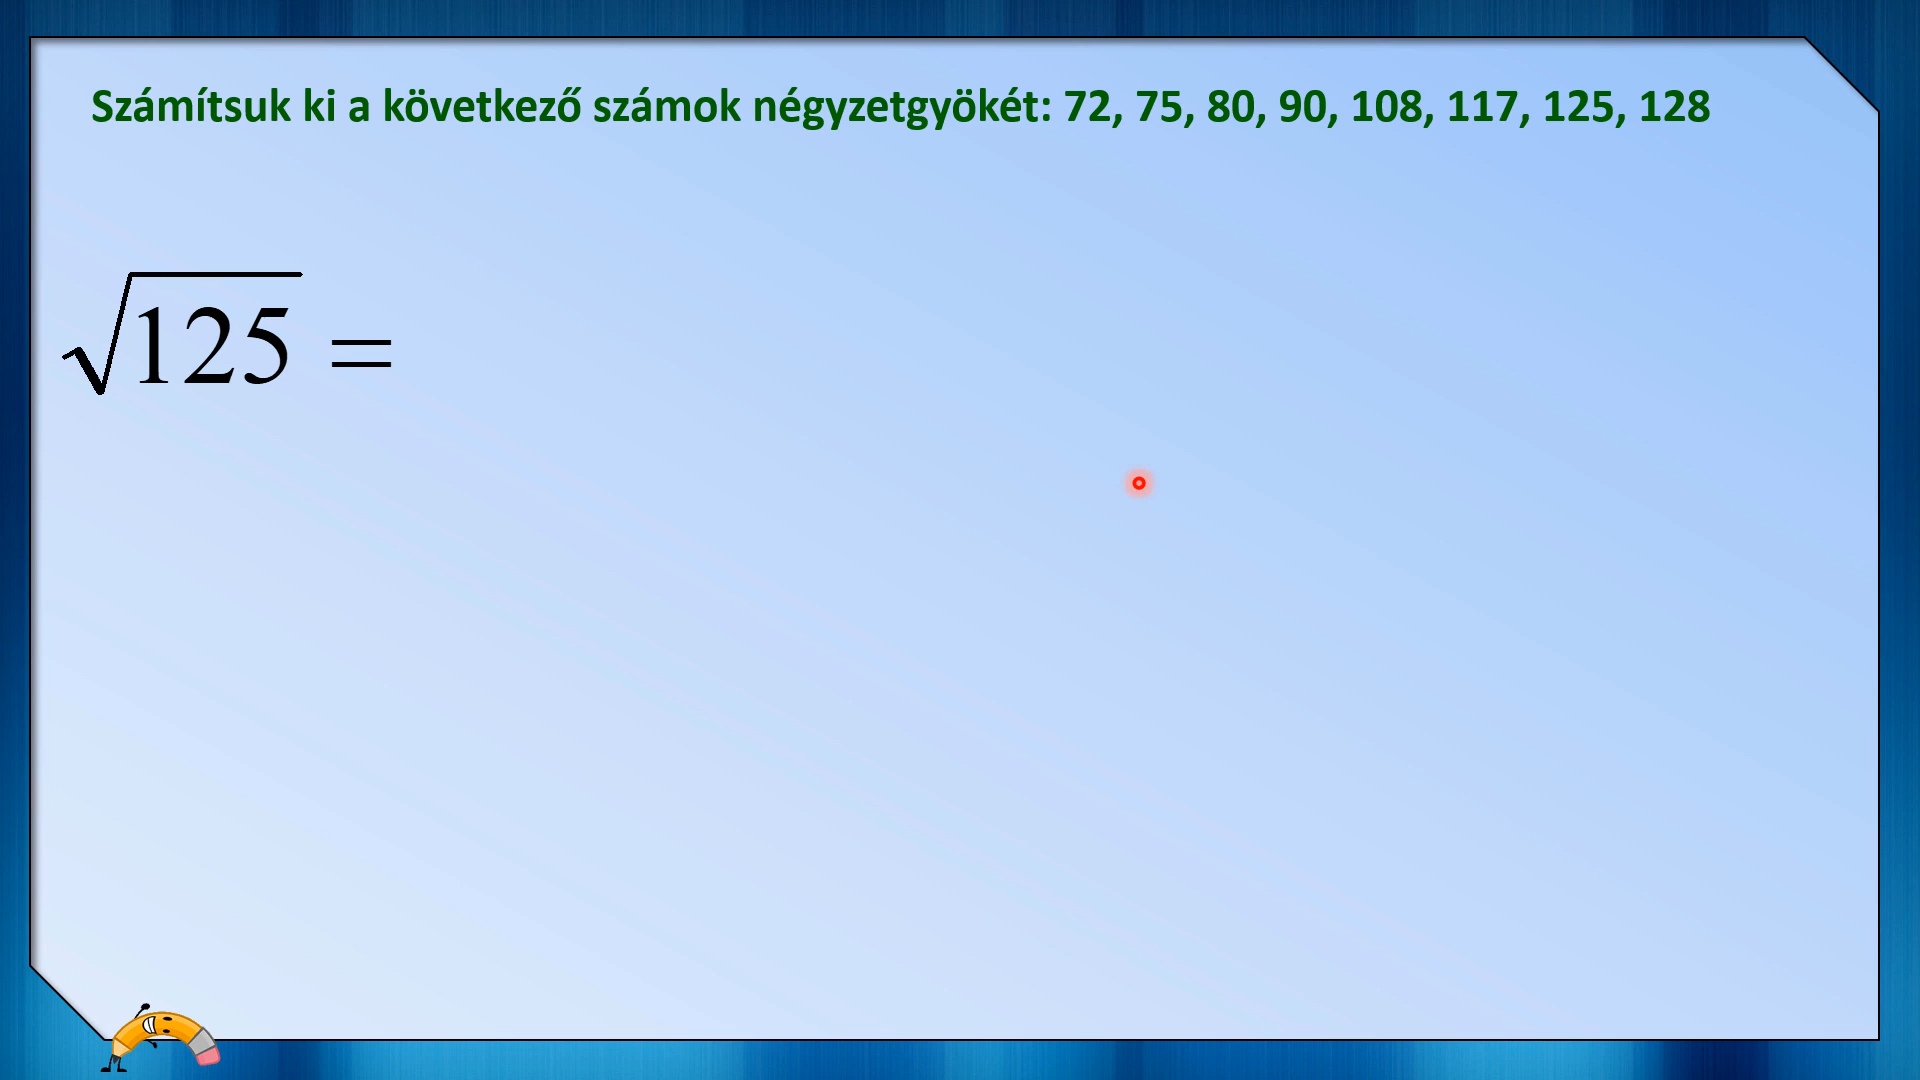 Számítsuk ki a következő számok négyzetgyökét: 72, 75, 80, 90, 108, 117, 125, 128
√125 =